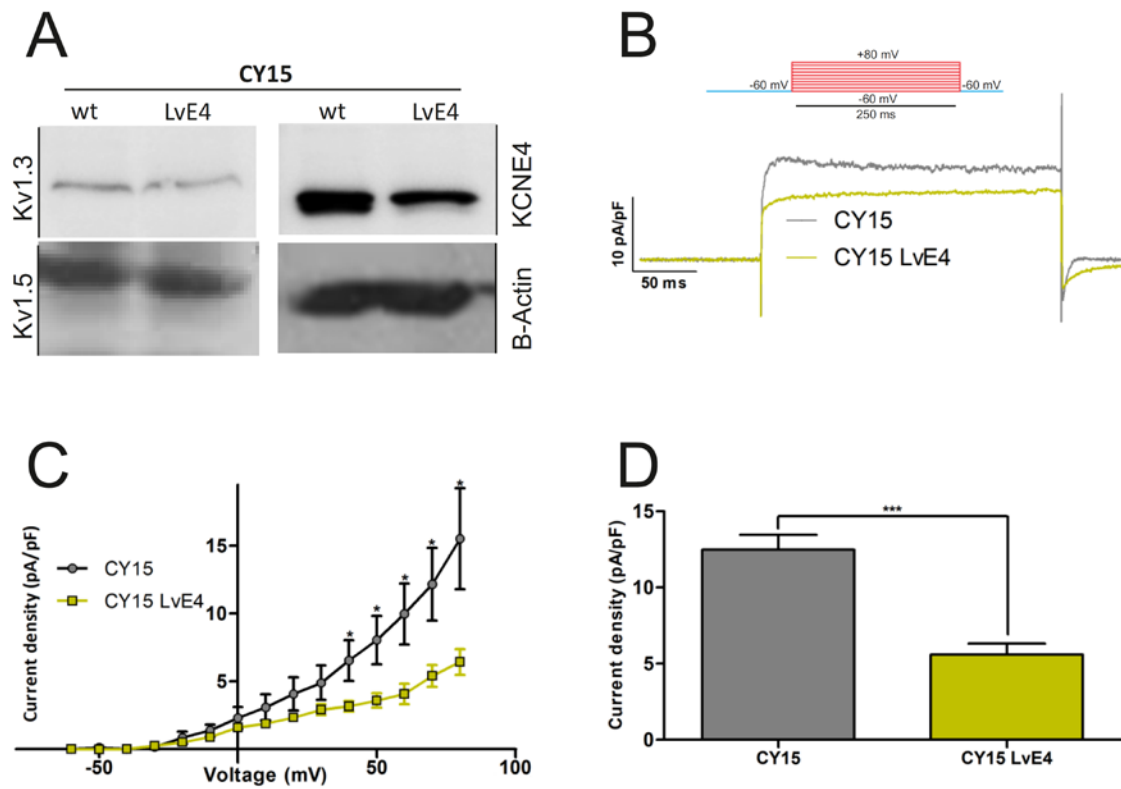 A
CY15
wt LvE4 wt LvE4
Kv1.3
KCNE4
Kv1.5
B-Actin
B
+80 mV
-60 mV -60 mV
-60 mV
250 ms
10 pA/pF
50 ms
CY15
CY15 LvE4
C
Current density (pA/pF)
15
10
5
* * * * *
CY15
CY15 LvE4
-50 50 100
Voltage (mV)
D
Current density (pA/pF)
15
10
5
0
***
CY15 CY15 LvE4